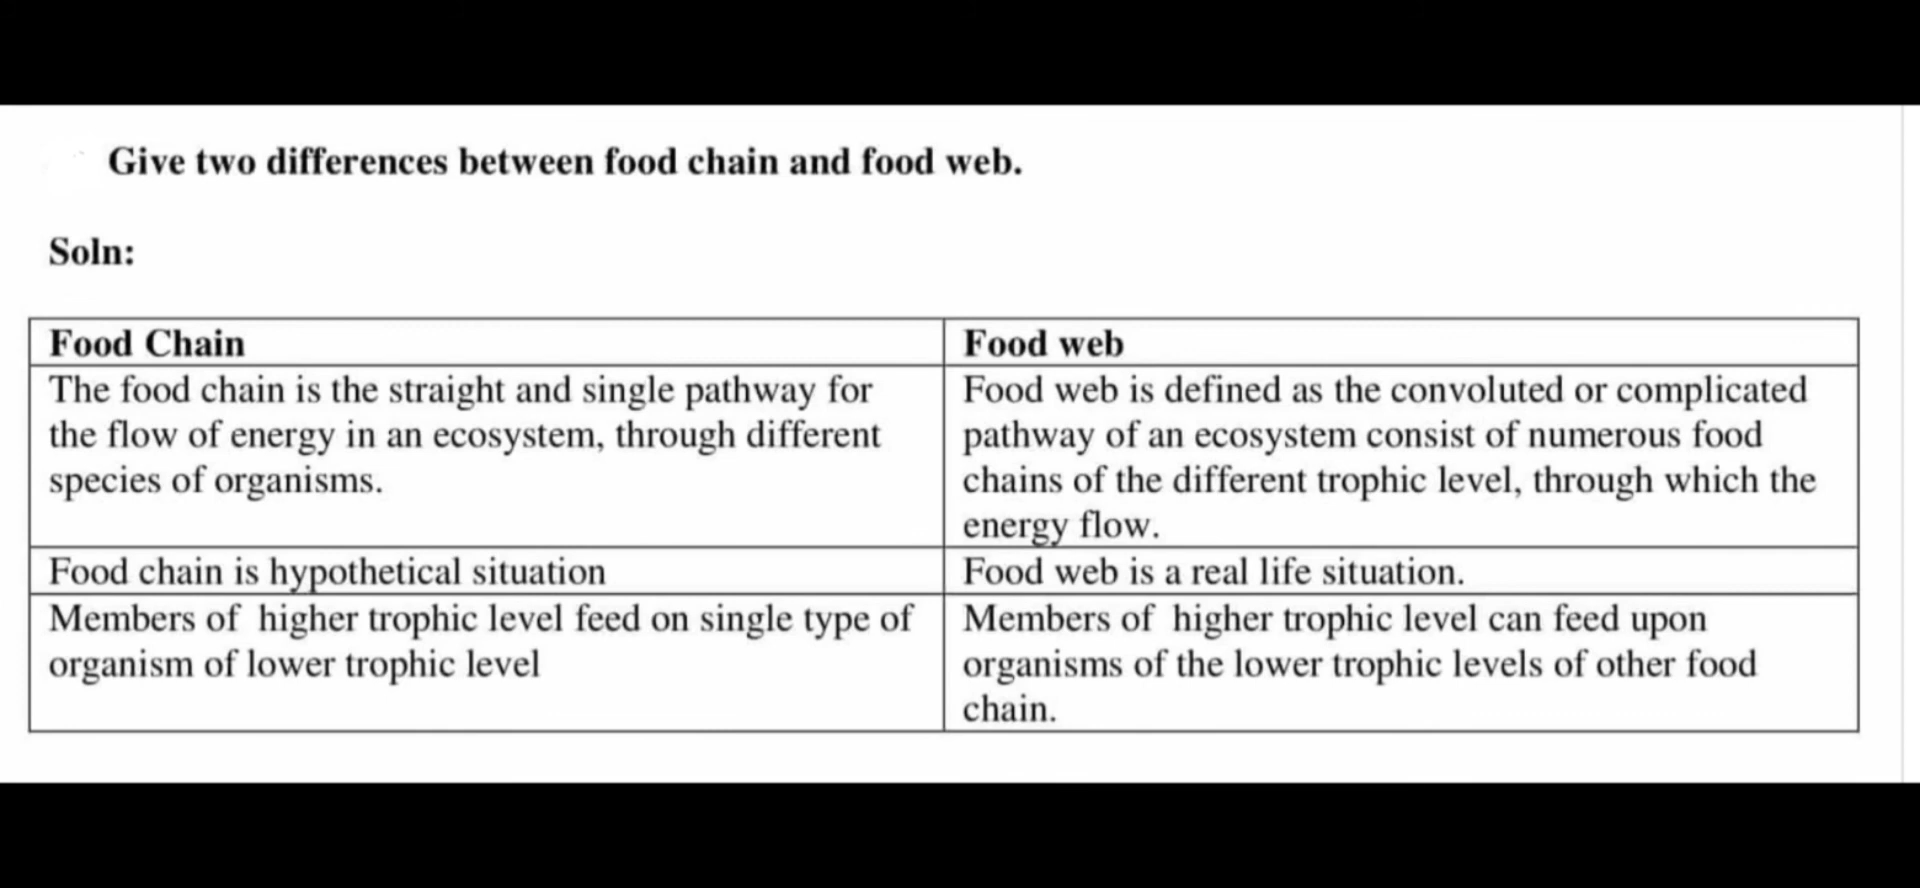 Give two differences between food chain and food web.
Soln:
Food Chain
Food web
The food chain is the straight and single pathway for
the flow of energy in an ecosystem, through different
species of organisms.
Food web is defined as the convoluted or complicated
pathway of an ecosystem consist of numerous food
chains of the different trophic level, through which the
energy flow.
Food chain is hypothetical situation
Food web is a real life situation.
Members of  higher trophic level feed on single type of
organism of lower trophic level
Members of  higher trophic level can feed upon
organisms of the lower trophic levels of other food
chain.